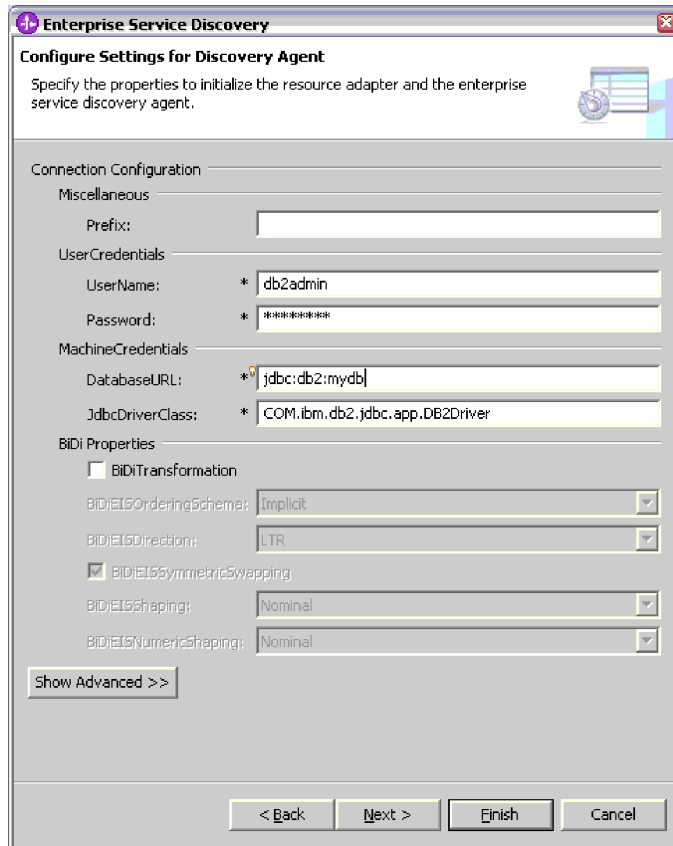 Enterprise Service Discovery
Configure Settings for Discovery Agent
Specify the properties to initialize the resource adapter and the enterprise
service discovery agent.
Connection Configuration
Miscellaneous
Prefix:
UserCredentials
UserName: * db2admin
Password: * ********
MachineCredentials
DatabaseURL: * jdbc:db2:mydb
JdbcDriverClass: * COM.ibm.db2.jdbc.app.DB2Driver
BiDi Properties
BiDiTransformation
BiDiEISOrderingSchema: Implicit
BiDiEISDirection: LTR
BiDiEISSymmetricSwapping
BiDiEISShaping: Nominal
BiDiEISNumericShaping: Nominal
Show Advanced >>
< Back Next > Finish Cancel